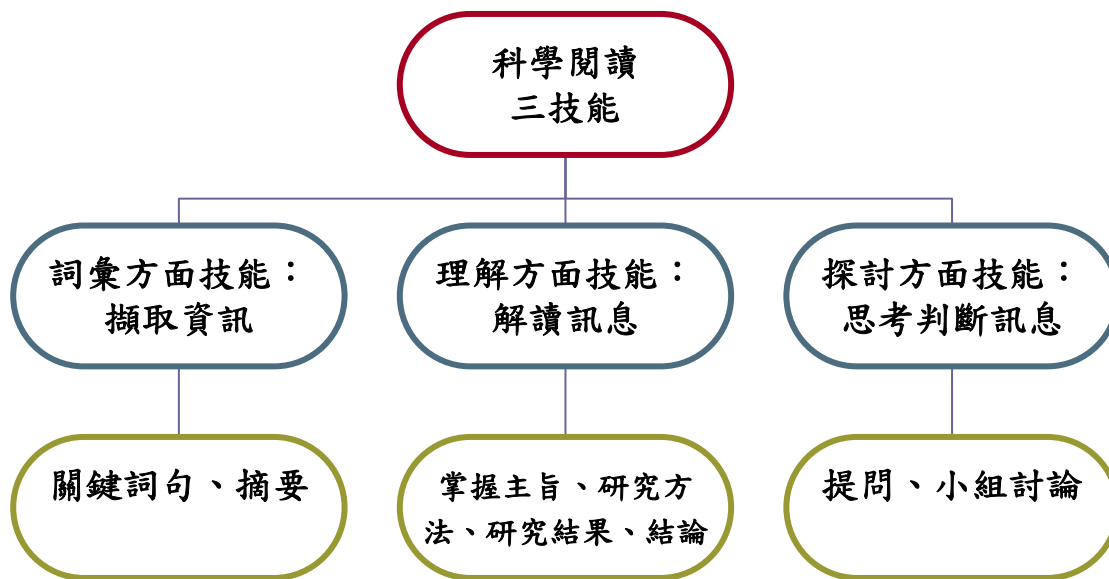 科學閱讀
三技能
詞彙方面技能：
擷取資訊
理解方面技能：
解讀訊息
探討方面技能：
思考判斷訊息
關鍵詞句、摘要
掌握主旨、研究方
法、研究結果、結論
提問、小組討論